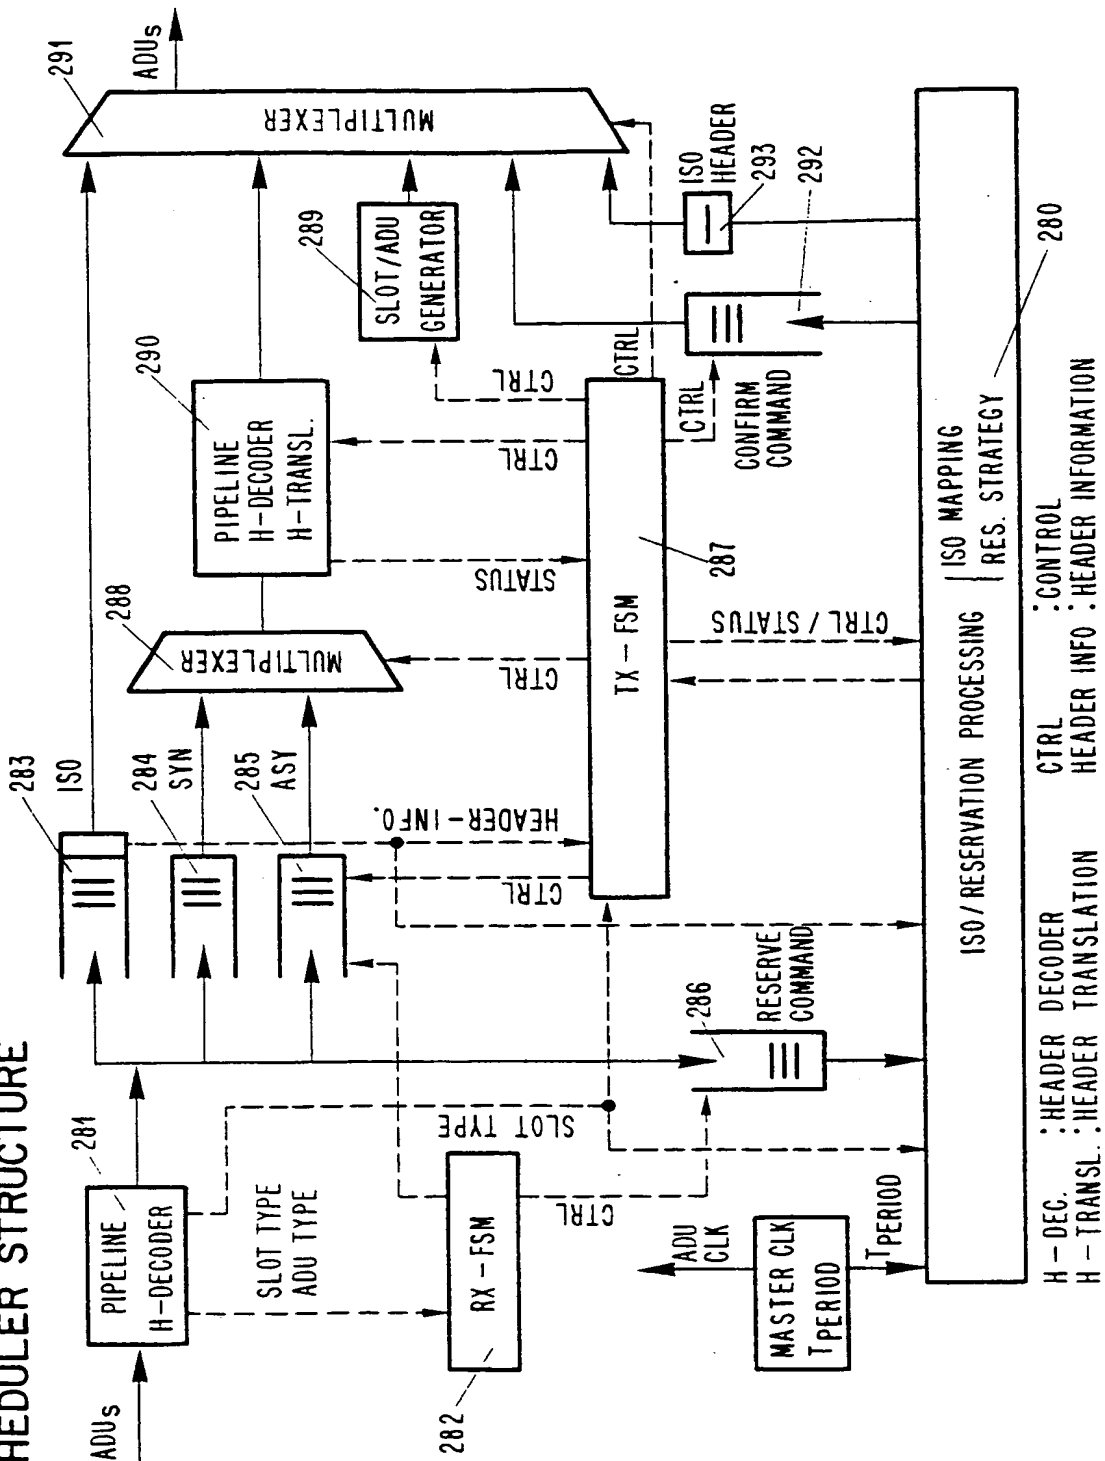 HEDULER STRUCTURE
ADUs
PIPELINE
H-DECODER
281
SLOT TYPE
ADU TYPE
RX-FSM
282
CTRL
SLOT TYPE
283
ISO
284
SYN
285
ASY
286
RESERVE
COMMAND
ADU
CLK
MASTER CLK
TPERIOD
TPERIOD
HEADER-INFO.
CTRL
MULTIPLEXER
288
CTRL
STATUS
PIPELINE
H-DECODER
H-TRANSL.
290
CTRL
CTRL
SLOT/ADU
GENERATOR
289
TX-FSM
287
CTRL
CTRL
CTRL/STATUS
CONFIRM
COMMAND
292
ISO
HEADER
293
MULTIPLEXER
291
ADUs
ISO/RESERVATION PROCESSING
ISO MAPPING
RES. STRATEGY
280
H-DEC. :HEADER DECODER
H-TRANSL. :HEADER TRANSLATION
CTRL :CONTROL
HEADER INFO :HEADER INFORMATION